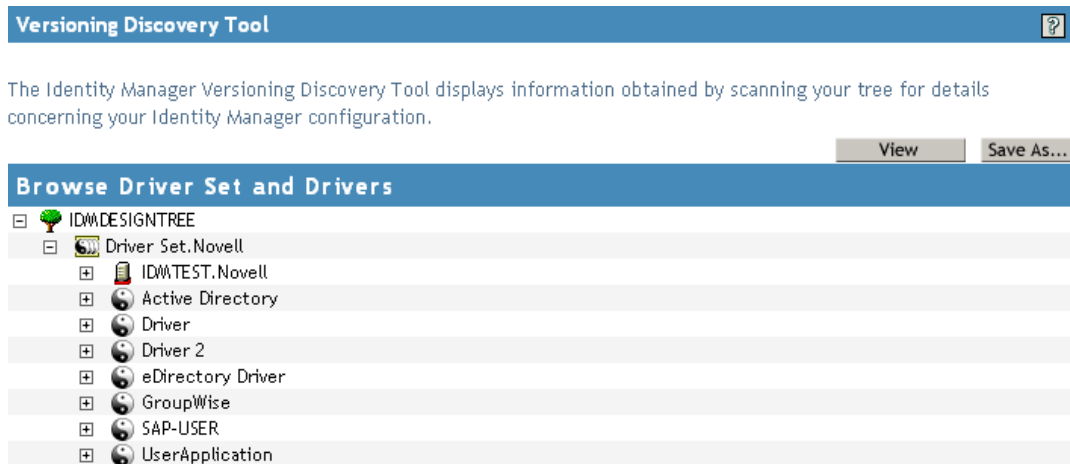 Versioning Discovery Tool
?
The Identity Manager Versioning Discovery Tool displays information obtained by scanning your tree for details
concerning your Identity Manager configuration.
View Save As...
Browse Driver Set and Drivers
IDMDESIGNTREE
Driver Set.Novell
IDMTEST.Novell
Active Directory
Driver
Driver 2
eDirectory Driver
GroupWise
SAP-USER
UserApplication